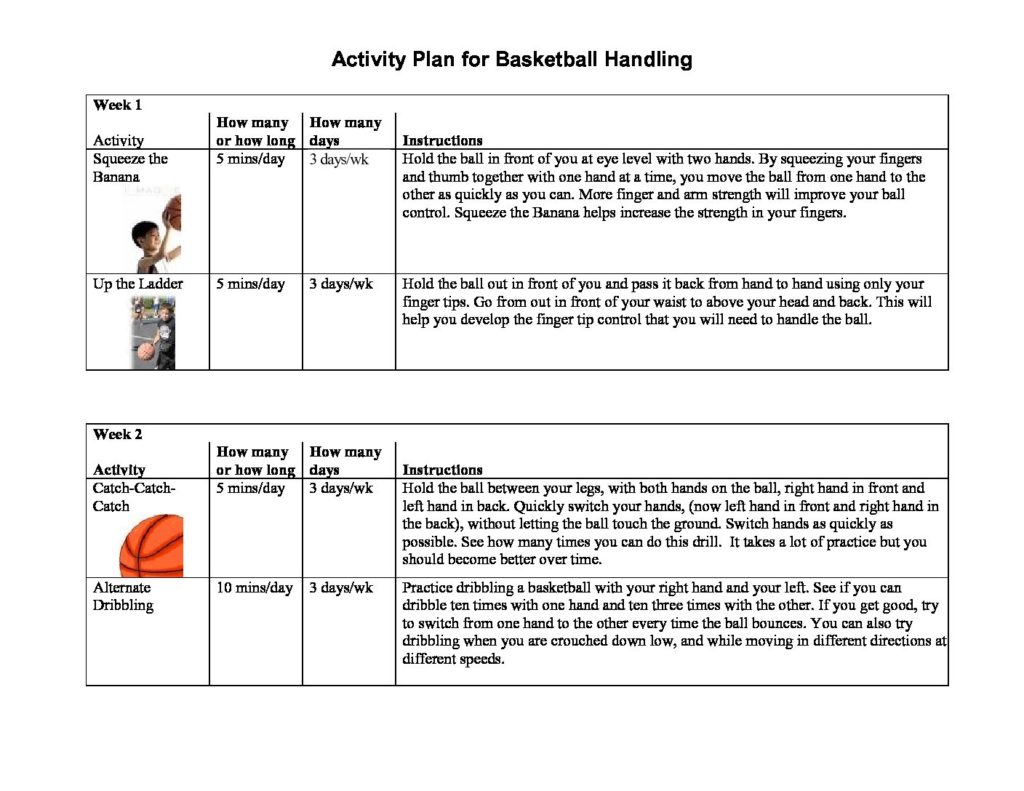 Activity Plan for Basketball Handling
Week 1
How many How many
Activity or how long days Instructions
Squeeze the 5 mins/day 3 days/wk Hold the ball in front of you at eye level with two hands. By squeezing your fingers
Banana and thumb together with one hand at a time, you move the ball from one hand to the
other as quickly as you can. More finger and arm strength will improve your ball
control. Squeeze the Banana helps increase the strength in your fingers.
Up the Ladder 5 mins/day 3 days/wk Hold the ball out in front of you and pass it back from hand to hand using only your
finger tips. Go from out in front of your waist to above your head and back. This will
help you develop the finger tip control that you will need to handle the ball.
Week 2
How many How many
Activity or how long days Instructions
Catch-Catch- 5 mins/day 3 days/wk Hold the ball between your legs, with both hands on the ball, right hand in front and
Catch left hand in back. Quickly switch your hands, (now left hand in front and right hand in
the back), without letting the ball touch the ground. Switch hands as quickly as
possible. See how many times you can do this drill. It takes a lot of practice but you
should become better over time.
Alternate 10 mins/day 3 days/wk Practice dribbling a basketball with your right hand and your left. See if you can
Dribbling dribble ten times with one hand and ten three times with the other. If you get good, try
to switch from one hand to the other every time the ball bounces. You can also try
dribbling when you are crouched down low, and while moving in different directions at
different speeds.